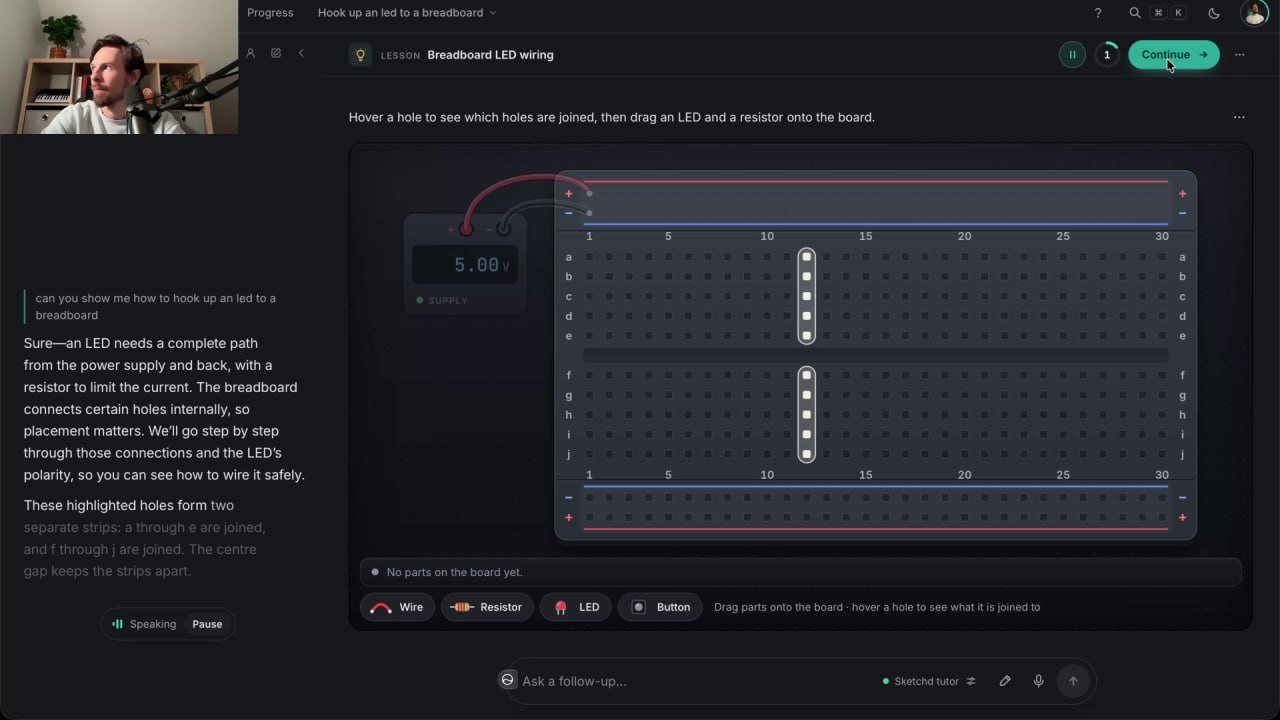 Progress
Hook up an led to a breadboard
?
⌘ K
LESSON Breadboard LED wiring
1
Continue →
Hover a hole to see which holes are joined, then drag an LED and a resistor onto the board.
can you show me how to hook up an led to a
breadboard
Sure—an LED needs a complete path
from the power supply and back, with a
resistor to limit the current. The breadboard
connects certain holes internally, so
placement matters. We'll go step by step
through those connections and the LED's
polarity, so you can see how to wire it safely.
These highlighted holes form two
separate strips: a through e are joined,
and f through j are joined. The centre
gap keeps the strips apart.
Speaking Pause
+ −
5.00 V
SUPPLY
+ +
− −
1 5 10 15 20 25 30
a a
b b
c c
d d
e e
f f
g g
h h
i i
j j
1 5 10 15 20 25 30
− −
+ +
No parts on the board yet.
Wire Resistor LED Button Drag parts onto the board · hover a hole to see what it is joined to
Ask a follow-up... Sketchd tutor